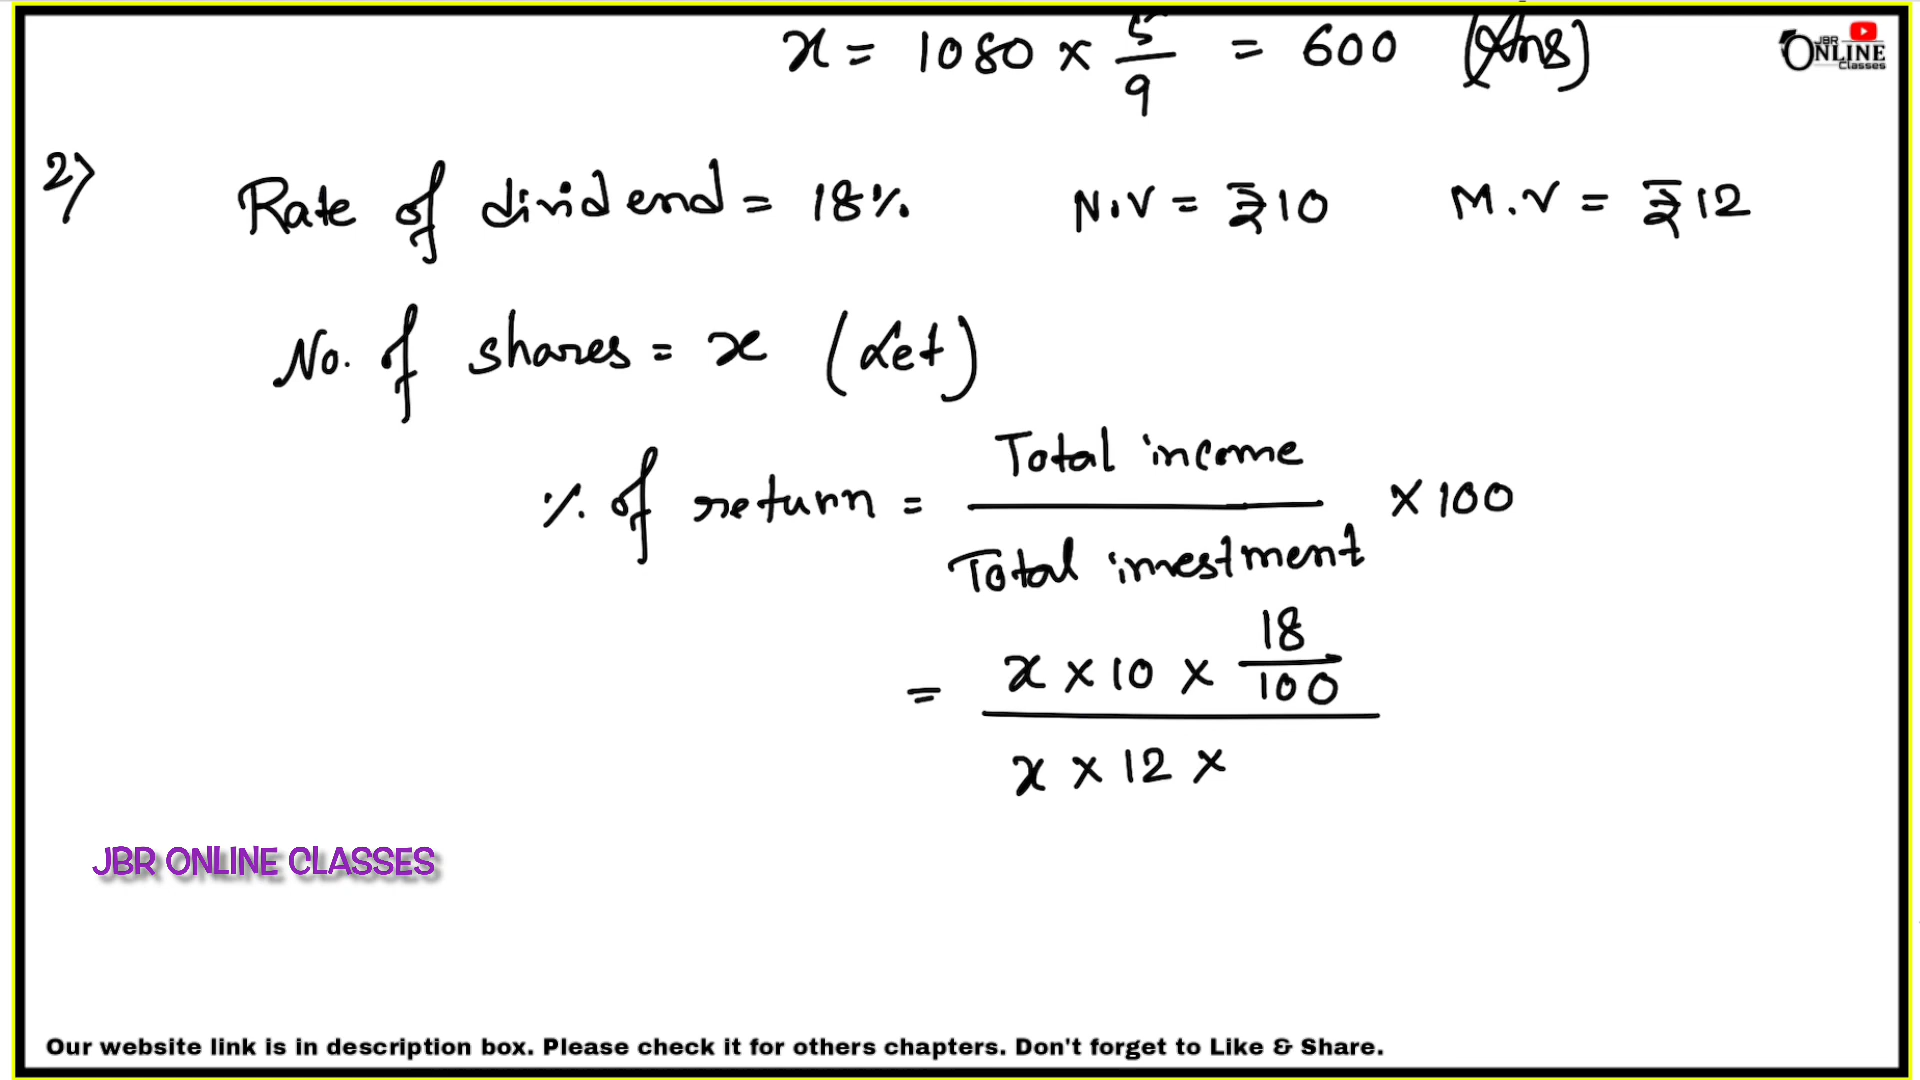 x = 1080 × 5/9 = 600 (Ans)
JBR ONLINE Classes
2) Rate of dividend = 18% N.V = ₹10 M.V = ₹12
No. of shares = x (Let)
% of return = Total income / Total investment × 100
= x × 10 × 18/100 / x × 12 ×
JBR ONLINE CLASSES
Our website link is in description box. Please check it for others chapters. Don't forget to Like & Share.